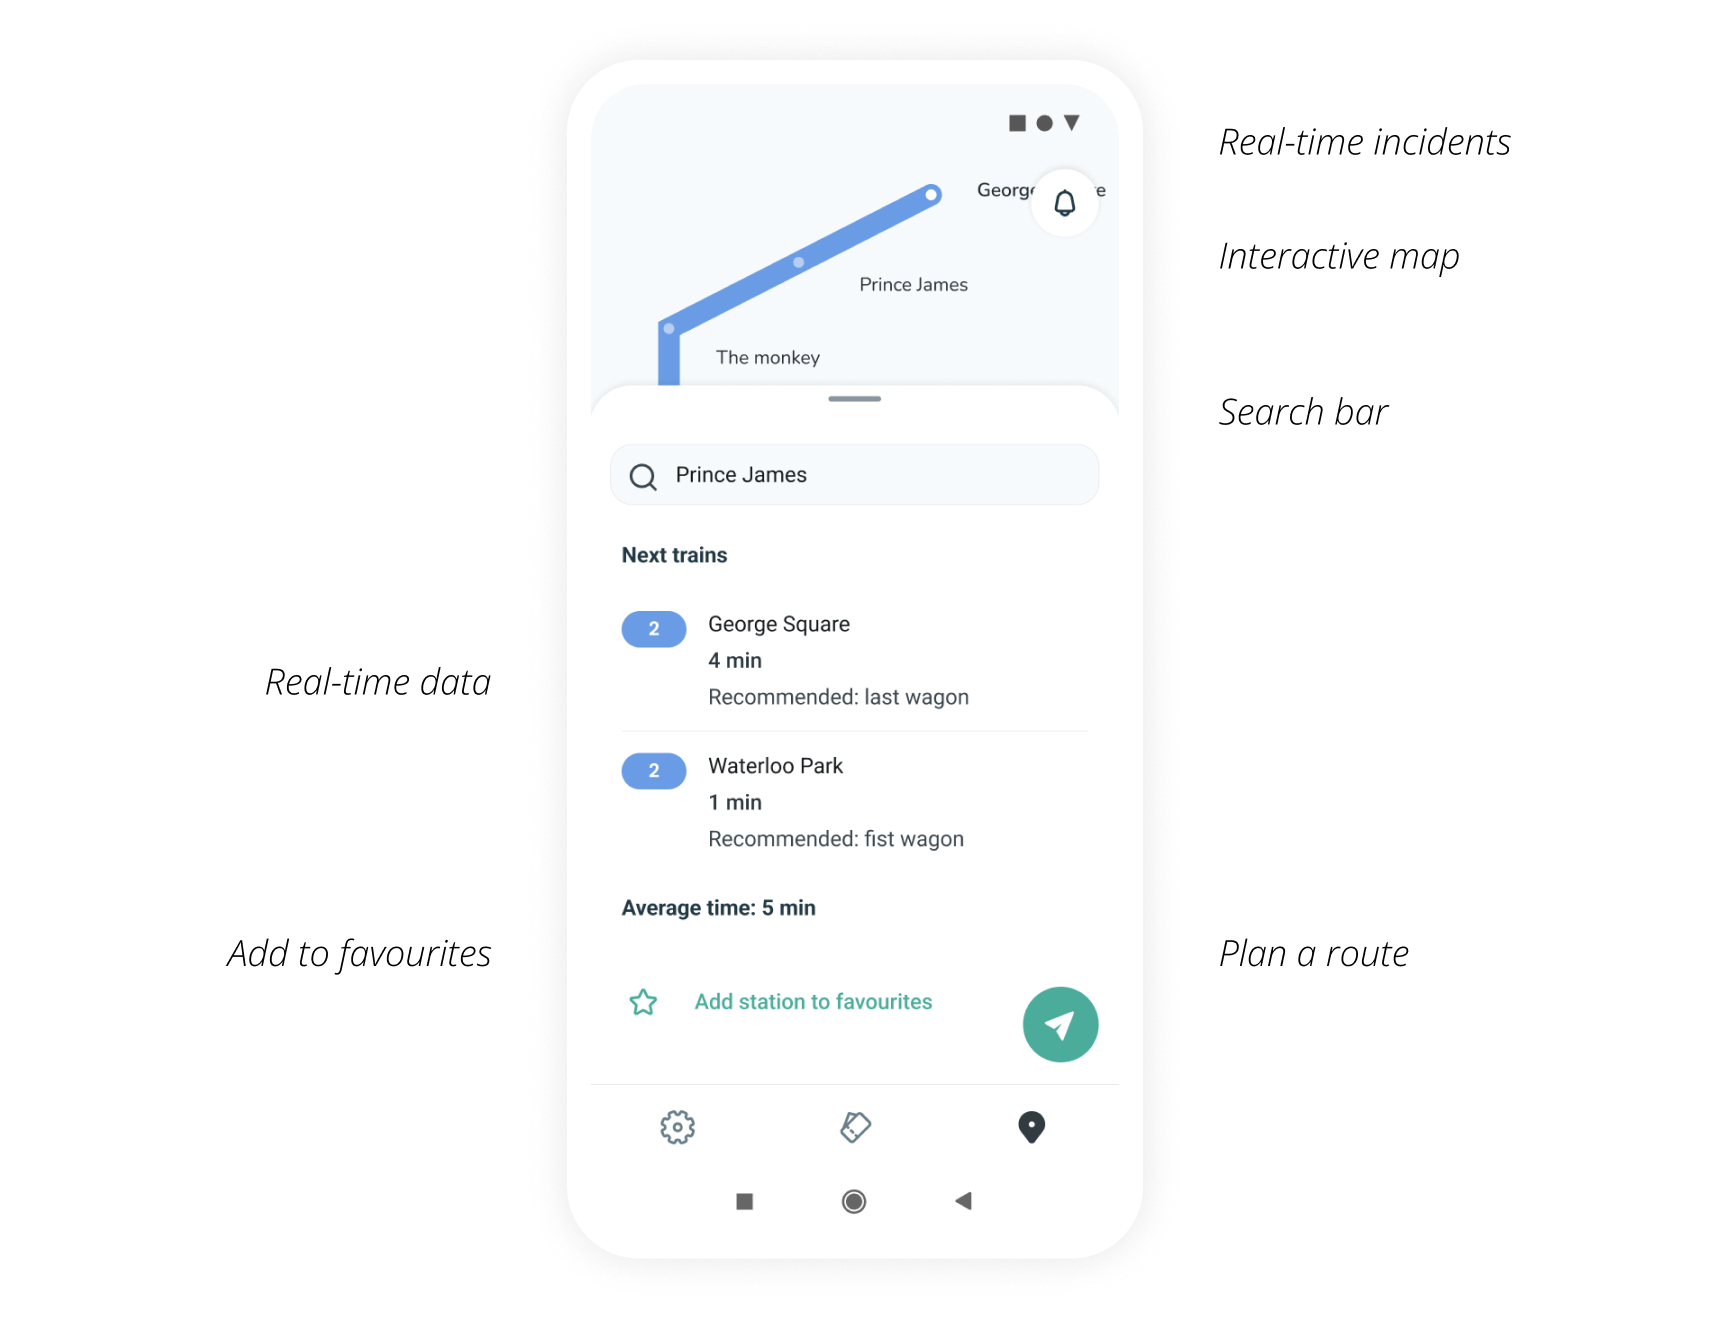 Real-time incidents
Interactive map
Prince James
The monkey
Search bar
Prince James
Next trains
2
George Square
4 min
Recommended: last wagon
Real-time data
2
Waterloo Park
1 min
Recommended: fist wagon
Average time: 5 min
Add to favourites
Plan a route
Add station to favourites